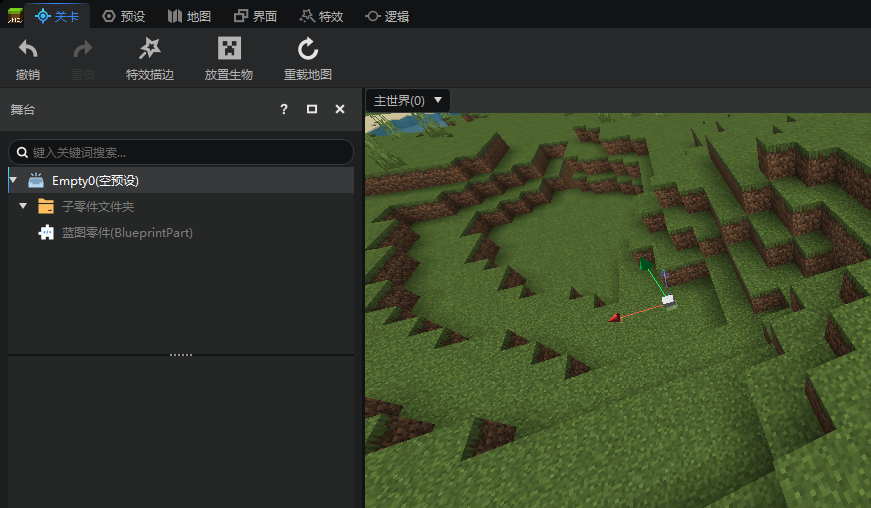 关卡 预设 地图 界面 特效 逻辑
撤销 重做 特效描边 放置生物 重载地图
舞台 ?
主世界(0)
键入关键词搜索...
Empty0(空预设)
子零件文件夹
蓝图零件(BlueprintPart)